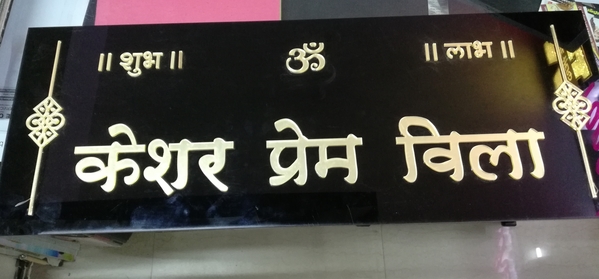 ॥ शुभ ॥ ॐ ॥ लाभ ॥
केशर प्रेम विला